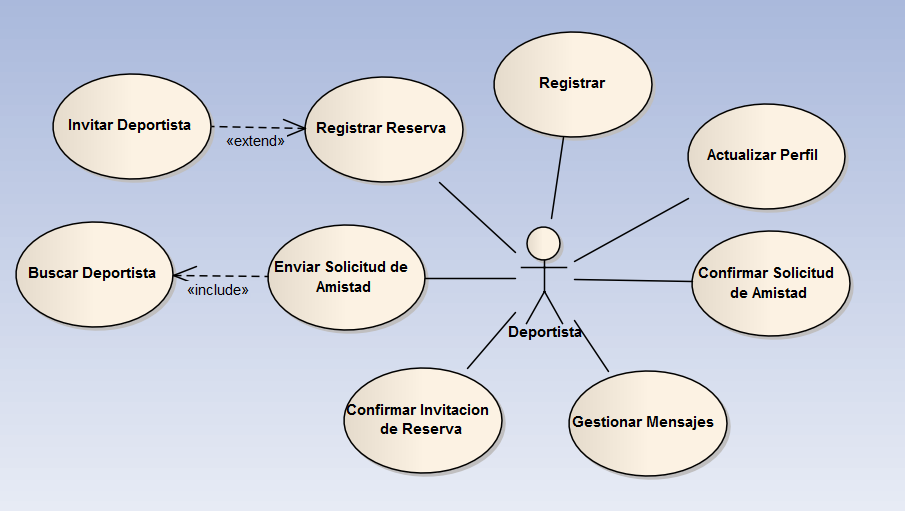 Registrar
Invitar Deportista
«extend»
Registrar Reserva
Actualizar Perfil
Buscar Deportista
«include»
Enviar Solicitud de
Amistad
Confirmar Solicitud
de Amistad
Deportista
Confirmar Invitacion
de Reserva
Gestionar Mensajes